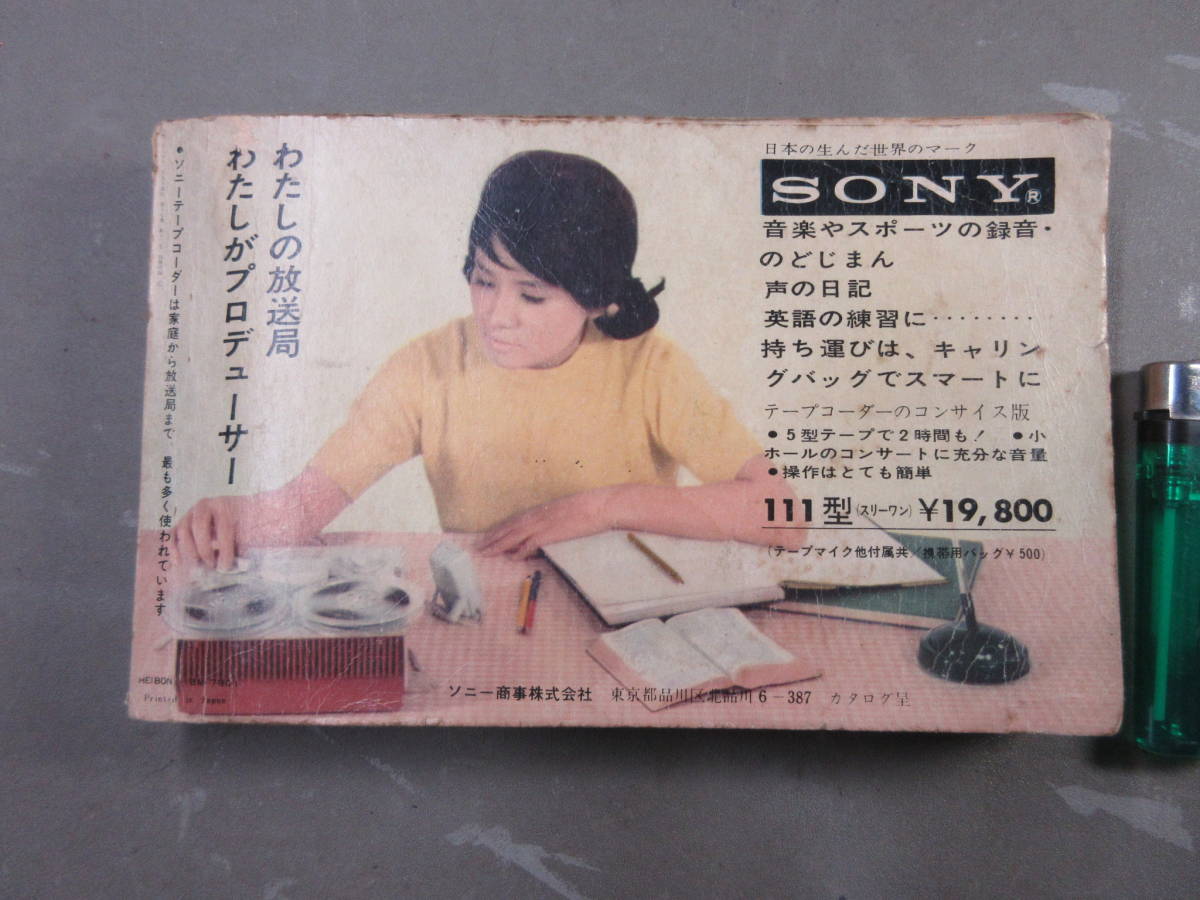 日本の生んだ世界のマーク
SONY®
音楽やスポーツの録音・
のどじまん
声の日記
英語の練習に‥‥‥‥
持ち運びは、キャリン
グバッグでスマートに
テープコーダーのコンサイス版
●5型テープで2時間も! ●小
ホールのコンサートに充分な音量
●操作はとても簡単
111型(スリーワン) ¥19,800
(テープマイク他付属共/携帯用バッグ¥500)
わたしの放送局
わたしがプロデューサー
●ソニーテープコーダーは家庭から放送局まで 最も多く使われています
HEIBON
Printed in Japan
ソニー商事株式会社 東京都品川区北品川6-387 カタログ呈